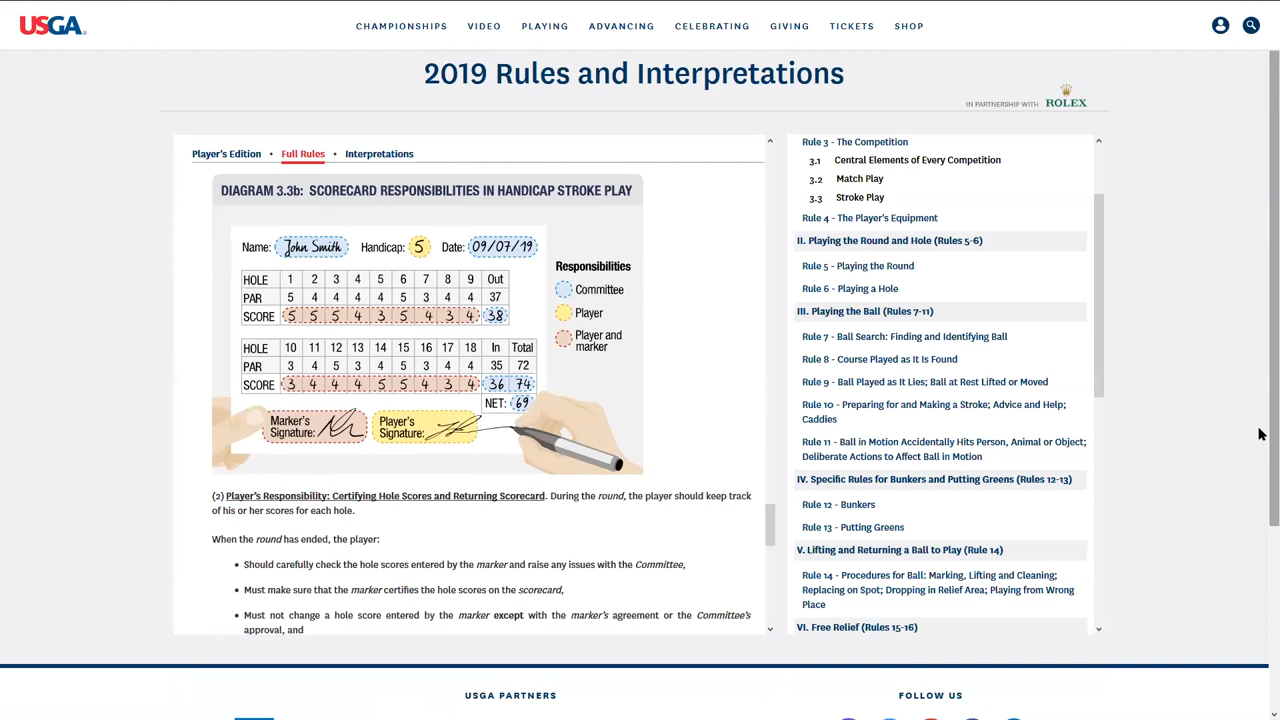 USGA
CHAMPIONSHIPS VIDEO PLAYING ADVANCING CELEBRATING GIVING TICKETS SHOP
2019 Rules and Interpretations
IN PARTNERSHIP WITH ROLEX
Player's Edition • Full Rules • Interpretations
DIAGRAM 3.3b: SCORECARD RESPONSIBILITIES IN HANDICAP STROKE PLAY
Name: John Smith Handicap: 5 Date: 09/07/19
HOLE 1 2 3 4 5 6 7 8 9 Out
PAR 5 4 4 4 4 5 3 4 4 37
SCORE 5 5 5 4 3 5 4 3 4 38
HOLE 10 11 12 13 14 15 16 17 18 In Total
PAR 3 4 5 3 4 5 3 4 4 35 72
SCORE 3 4 4 4 5 5 4 3 4 36 74
NET: 69
Marker's
Signature:
Player's
Signature:
Responsibilities
Committee
Player
Player and
marker
(2) Player's Responsibility: Certifying Hole Scores and Returning Scorecard. During the round, the player should keep track
of his or her scores for each hole.
When the round has ended, the player:
• Should carefully check the hole scores entered by the marker and raise any issues with the Committee,
• Must make sure that the marker certifies the hole scores on the scorecard,
• Must not change a hole score entered by the marker except with the marker's agreement or the Committee's
approval, and
Rule 3 - The Competition
3.1 Central Elements of Every Competition
3.2 Match Play
3.3 Stroke Play
Rule 4 - The Player's Equipment
II. Playing the Round and Hole (Rules 5-6)
Rule 5 - Playing the Round
Rule 6 - Playing a Hole
III. Playing the Ball (Rules 7-11)
Rule 7 - Ball Search: Finding and Identifying Ball
Rule 8 - Course Played as It Is Found
Rule 9 - Ball Played as It Lies; Ball at Rest Lifted or Moved
Rule 10 - Preparing for and Making a Stroke; Advice and Help;
Caddies
Rule 11 - Ball in Motion Accidentally Hits Person, Animal or Object;
Deliberate Actions to Affect Ball in Motion
IV. Specific Rules for Bunkers and Putting Greens (Rules 12-13)
Rule 12 - Bunkers
Rule 13 - Putting Greens
V. Lifting and Returning a Ball to Play (Rule 14)
Rule 14 - Procedures for Ball: Marking, Lifting and Cleaning;
Replacing on Spot; Dropping in Relief Area; Playing from Wrong
Place
VI. Free Relief (Rules 15-16)
USGA PARTNERS
FOLLOW US